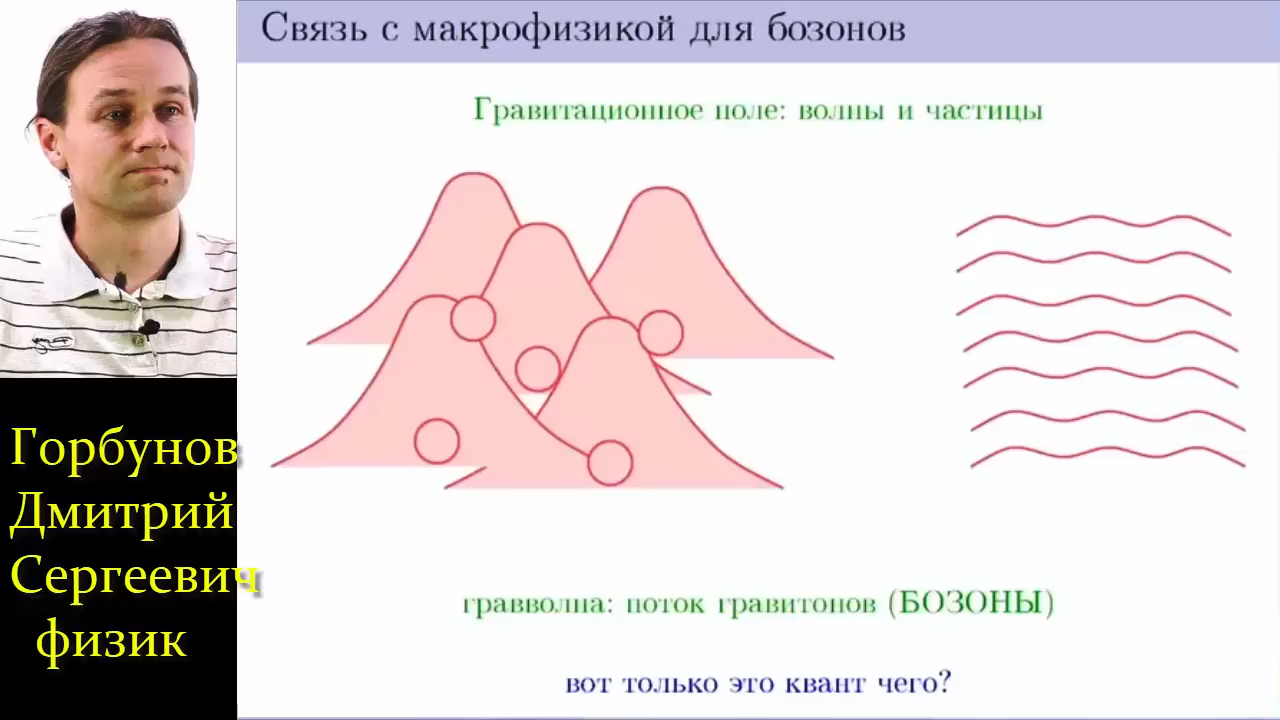 Связь с макрофизикой для бозонов
Гравитационное поле: волны и частицы
гравволна: поток гравитонов (БОЗОНЫ)
вот только это квант чего?
Горбунов
Дмитрий
Сергеевич
физик